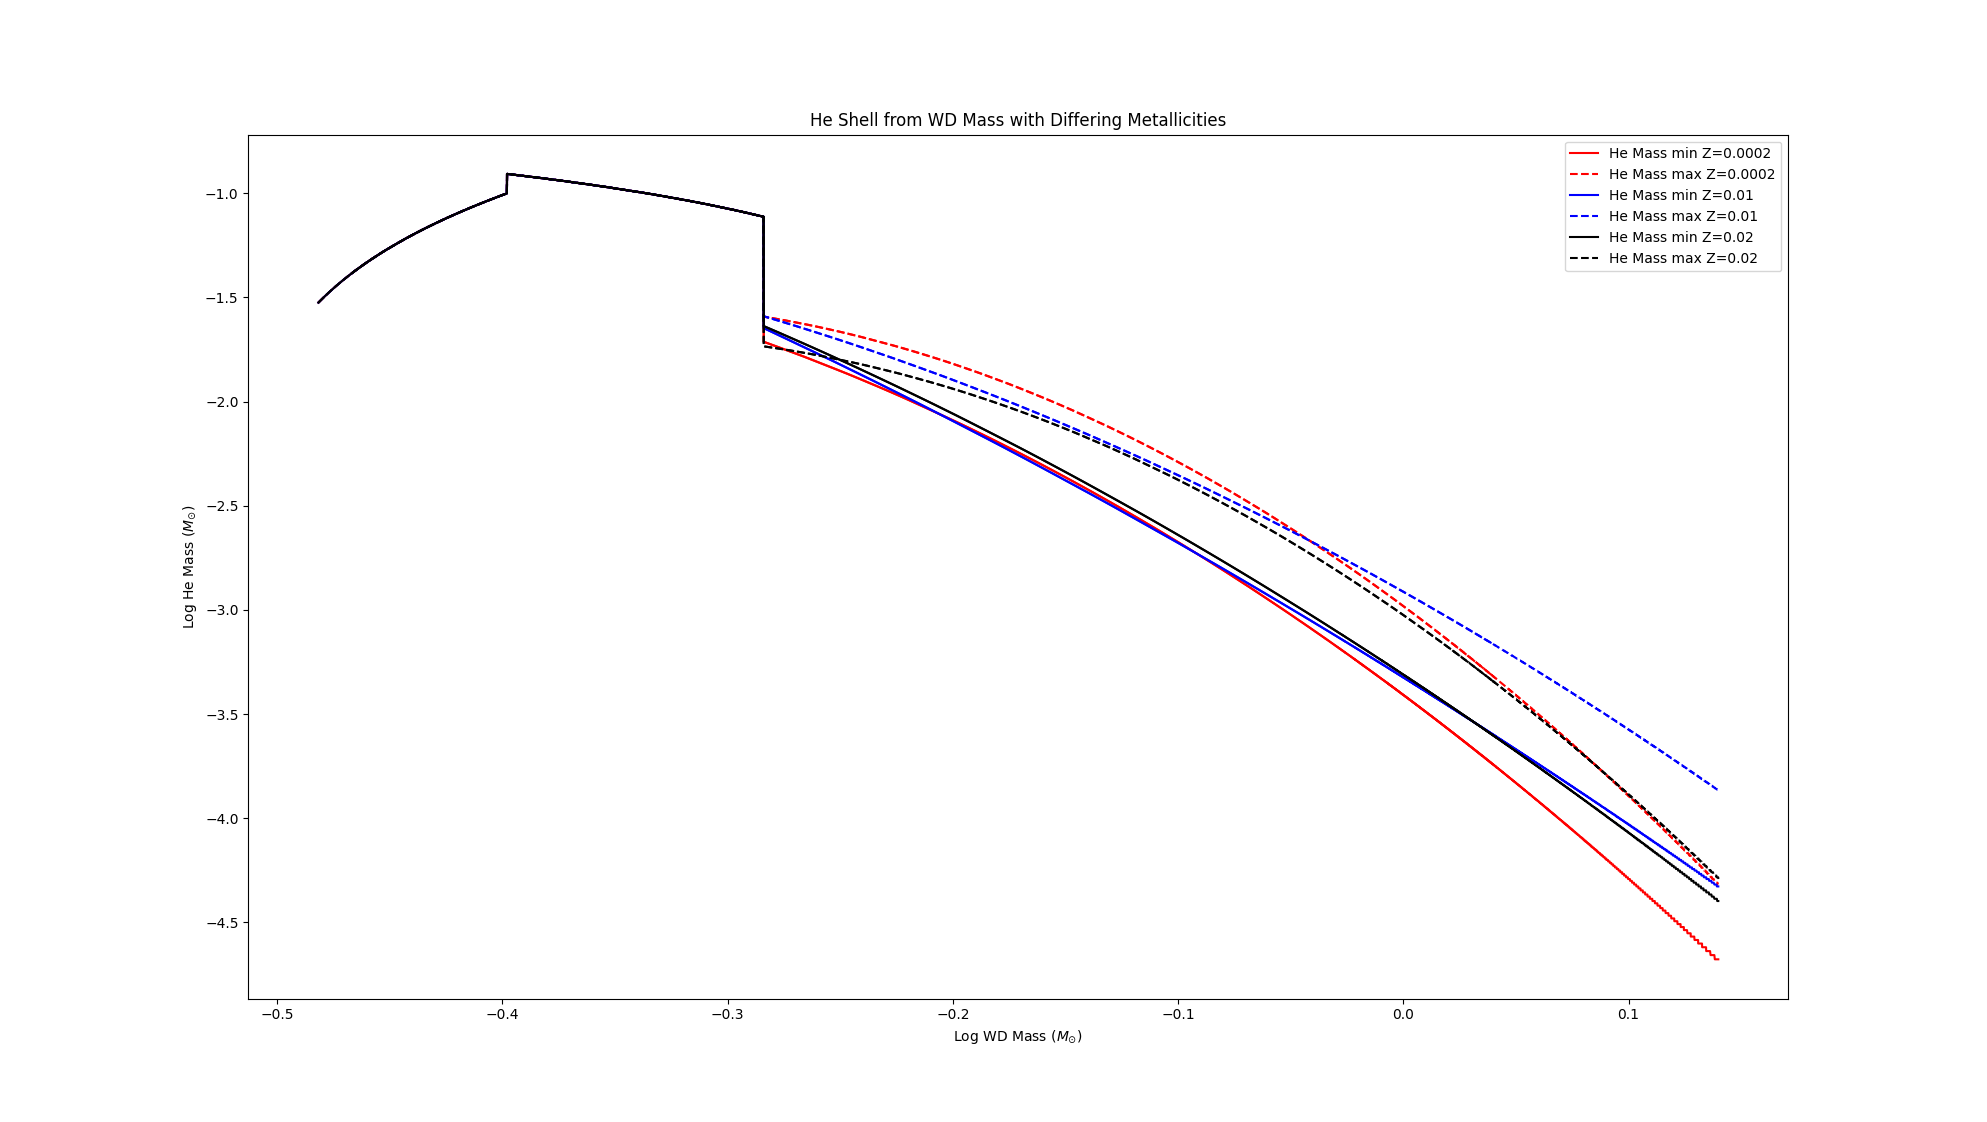 He Shell from WD Mass with Differing Metallicities
He Mass min Z=0.0002
He Mass max Z=0.0002
He Mass min Z=0.01
He Mass max Z=0.01
He Mass min Z=0.02
He Mass max Z=0.02
−1.0
−1.5
−2.0
−2.5
−3.0
−3.5
−4.0
−4.5
Log He Mass (M☉)
−0.5 −0.4 −0.3 −0.2 −0.1 0.0 0.1
Log WD Mass (M☉)